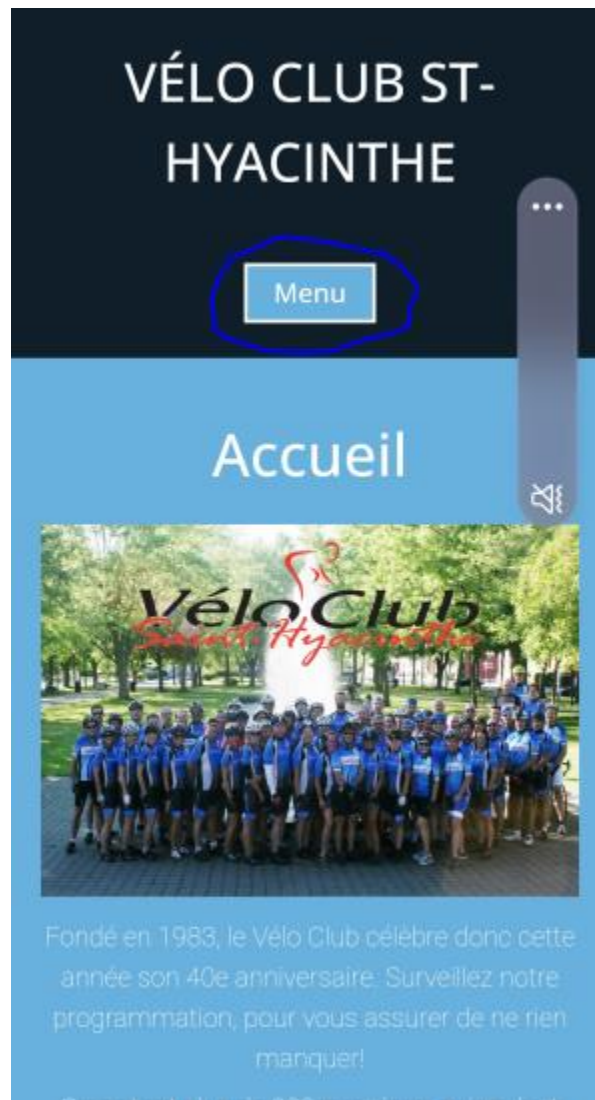 VÉLO CLUB ST-
HYACINTHE
Menu
Accueil
VéloClub
Saint-Hyacinthe
Fondé en 1983, le Vélo Club célèbre donc cette
année son 40e anniversaire. Surveillez notre
programmation, pour vous assurer de ne rien
manquer!